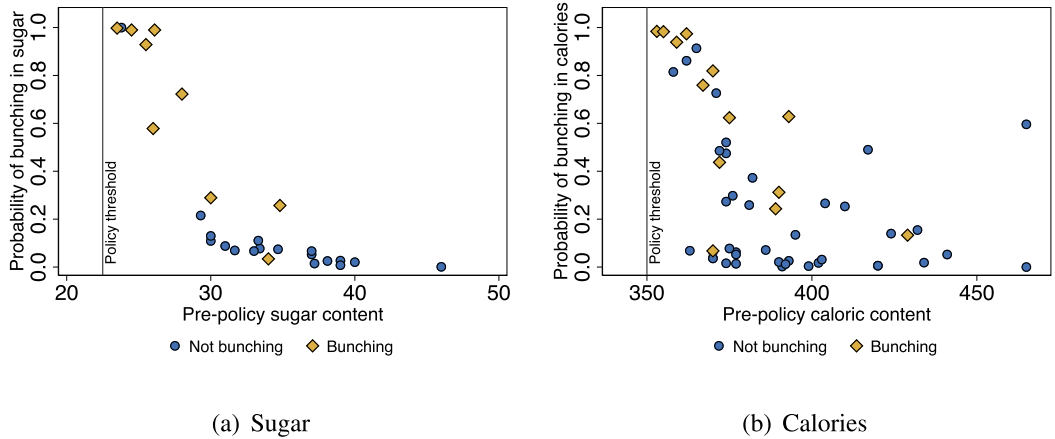 Probability of bunching in sugar
0.0 0.2 0.4 0.6 0.8 1.0
Policy threshold
20 30 40 50
Pre-policy sugar content
Not bunching Bunching
(a) Sugar
Probability of bunching in calories
0.0 0.2 0.4 0.6 0.8 1.0
Policy threshold
350 400 450
Pre-policy caloric content
Not bunching Bunching
(b) Calories